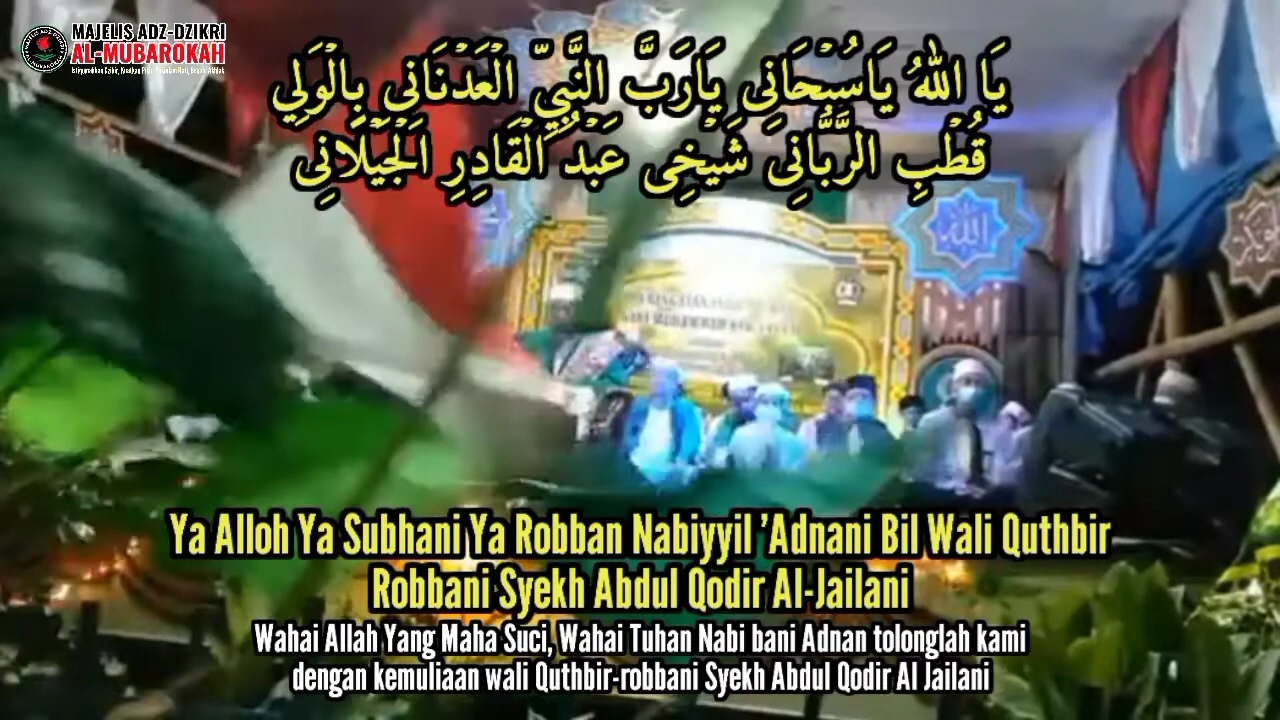 MAJELIS ADZ-DZIKRI
AL-MUBAROKAH
يَا اللهُ يَاسُبْحَانِي يَارَبَّ النَّبِيِّ الْعَدْنَانِي بِالْوَلِي
قُطْبِ الرَّبَّانِى شَيْخِى عَبْدُ الْقَادِرِ الْجَيْلَانِى
الله
Ya Alloh Ya Subhani Ya Robban Nabiyyil 'Adnani Bil Wali Quthbir
Robbani Syekh Abdul Qodir Al-Jailani
Wahai Allah Yang Maha Suci, Wahai Tuhan Nabi bani Adnan tolonglah kami
dengan kemuliaan wali Quthbir-robbani Syekh Abdul Qodir Al Jailani